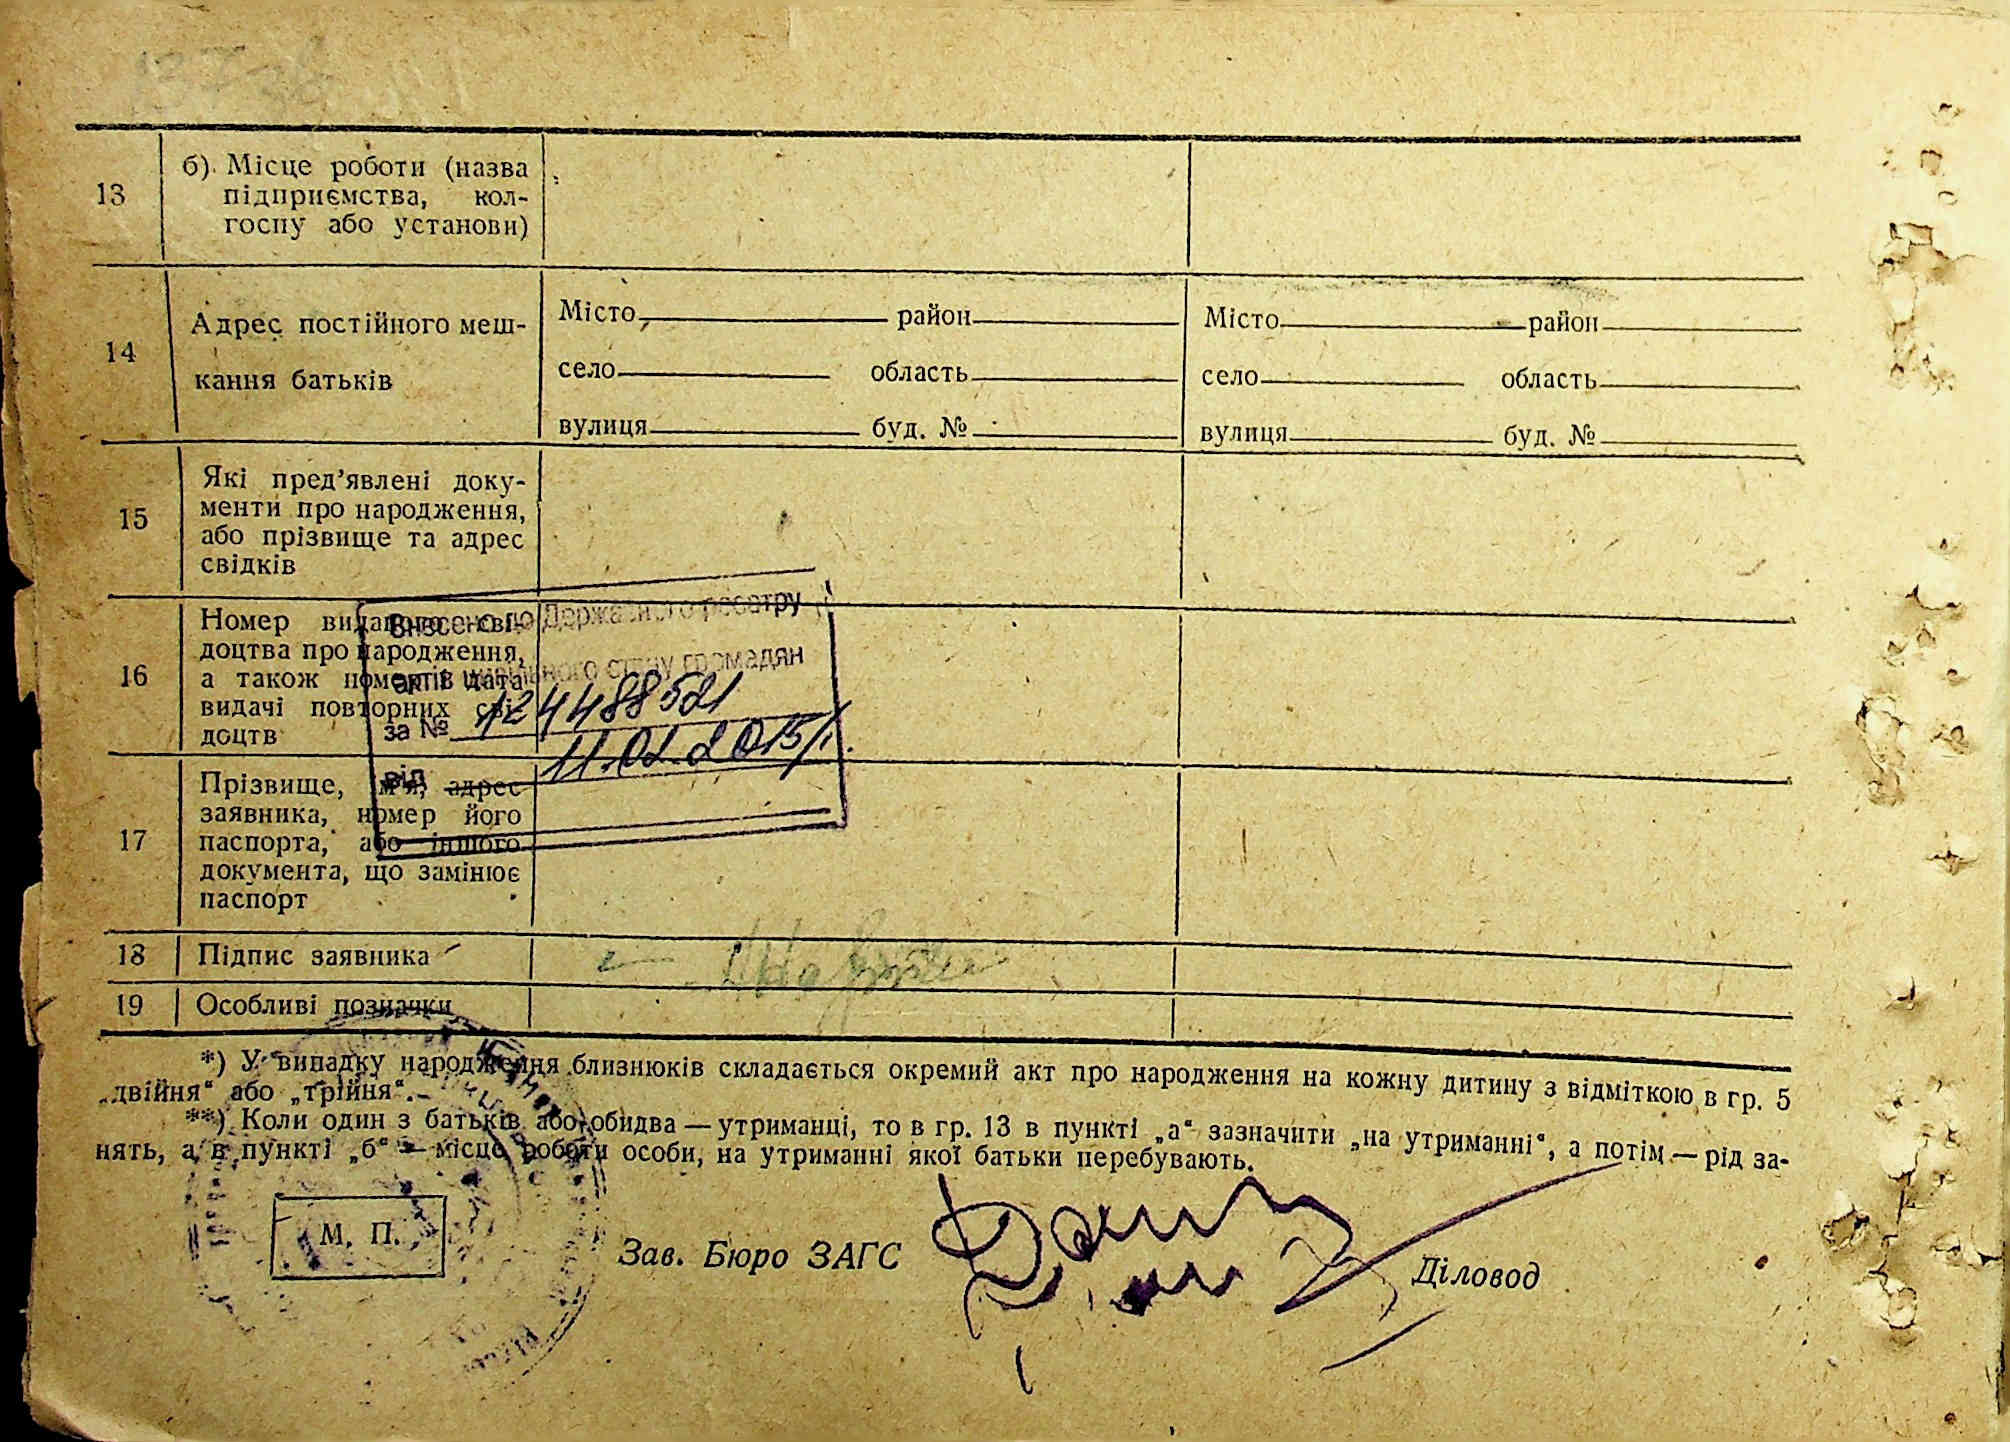 13
б). Місце роботи (назва
підприємства, кол-
госпу або установи)
14
Адрес постійного меш-
кання батьків
Місто район
село область
вулиця буд. №
Місто район
село область
вулиця буд. №
15
Які пред'явлені доку-
менти про народження,
або прізвище та адрес
свідків
16
Номер виданого сві-
доцтва про народження,
а також номер і дата
видачі повторних сві-
доцтв
Внесено до Державного реєстру
актів цивільного стану громадян
за № 124488521
від 11.02.2015
17
Прізвище, ім'я, адрес
заявника, номер його
паспорта, або іншого
документа, що замінює
паспорт
18 Підпис заявника
19 Особливі позначки
*) У випадку народження близнюків складається окремий акт про народження на кожну дитину з відміткою в гр. 5
„двійня“ або „трійня“.
**) Коли один з батьків або обидва — утриманці, то в гр. 13 в пункті „а“ зазначити „на утриманні“, а потім — рід за-
нять, а в пункті „б“ — місце роботи особи, на утриманні якої батьки перебувають.
М. П.
Зав. Бюро ЗАГС
Діловод